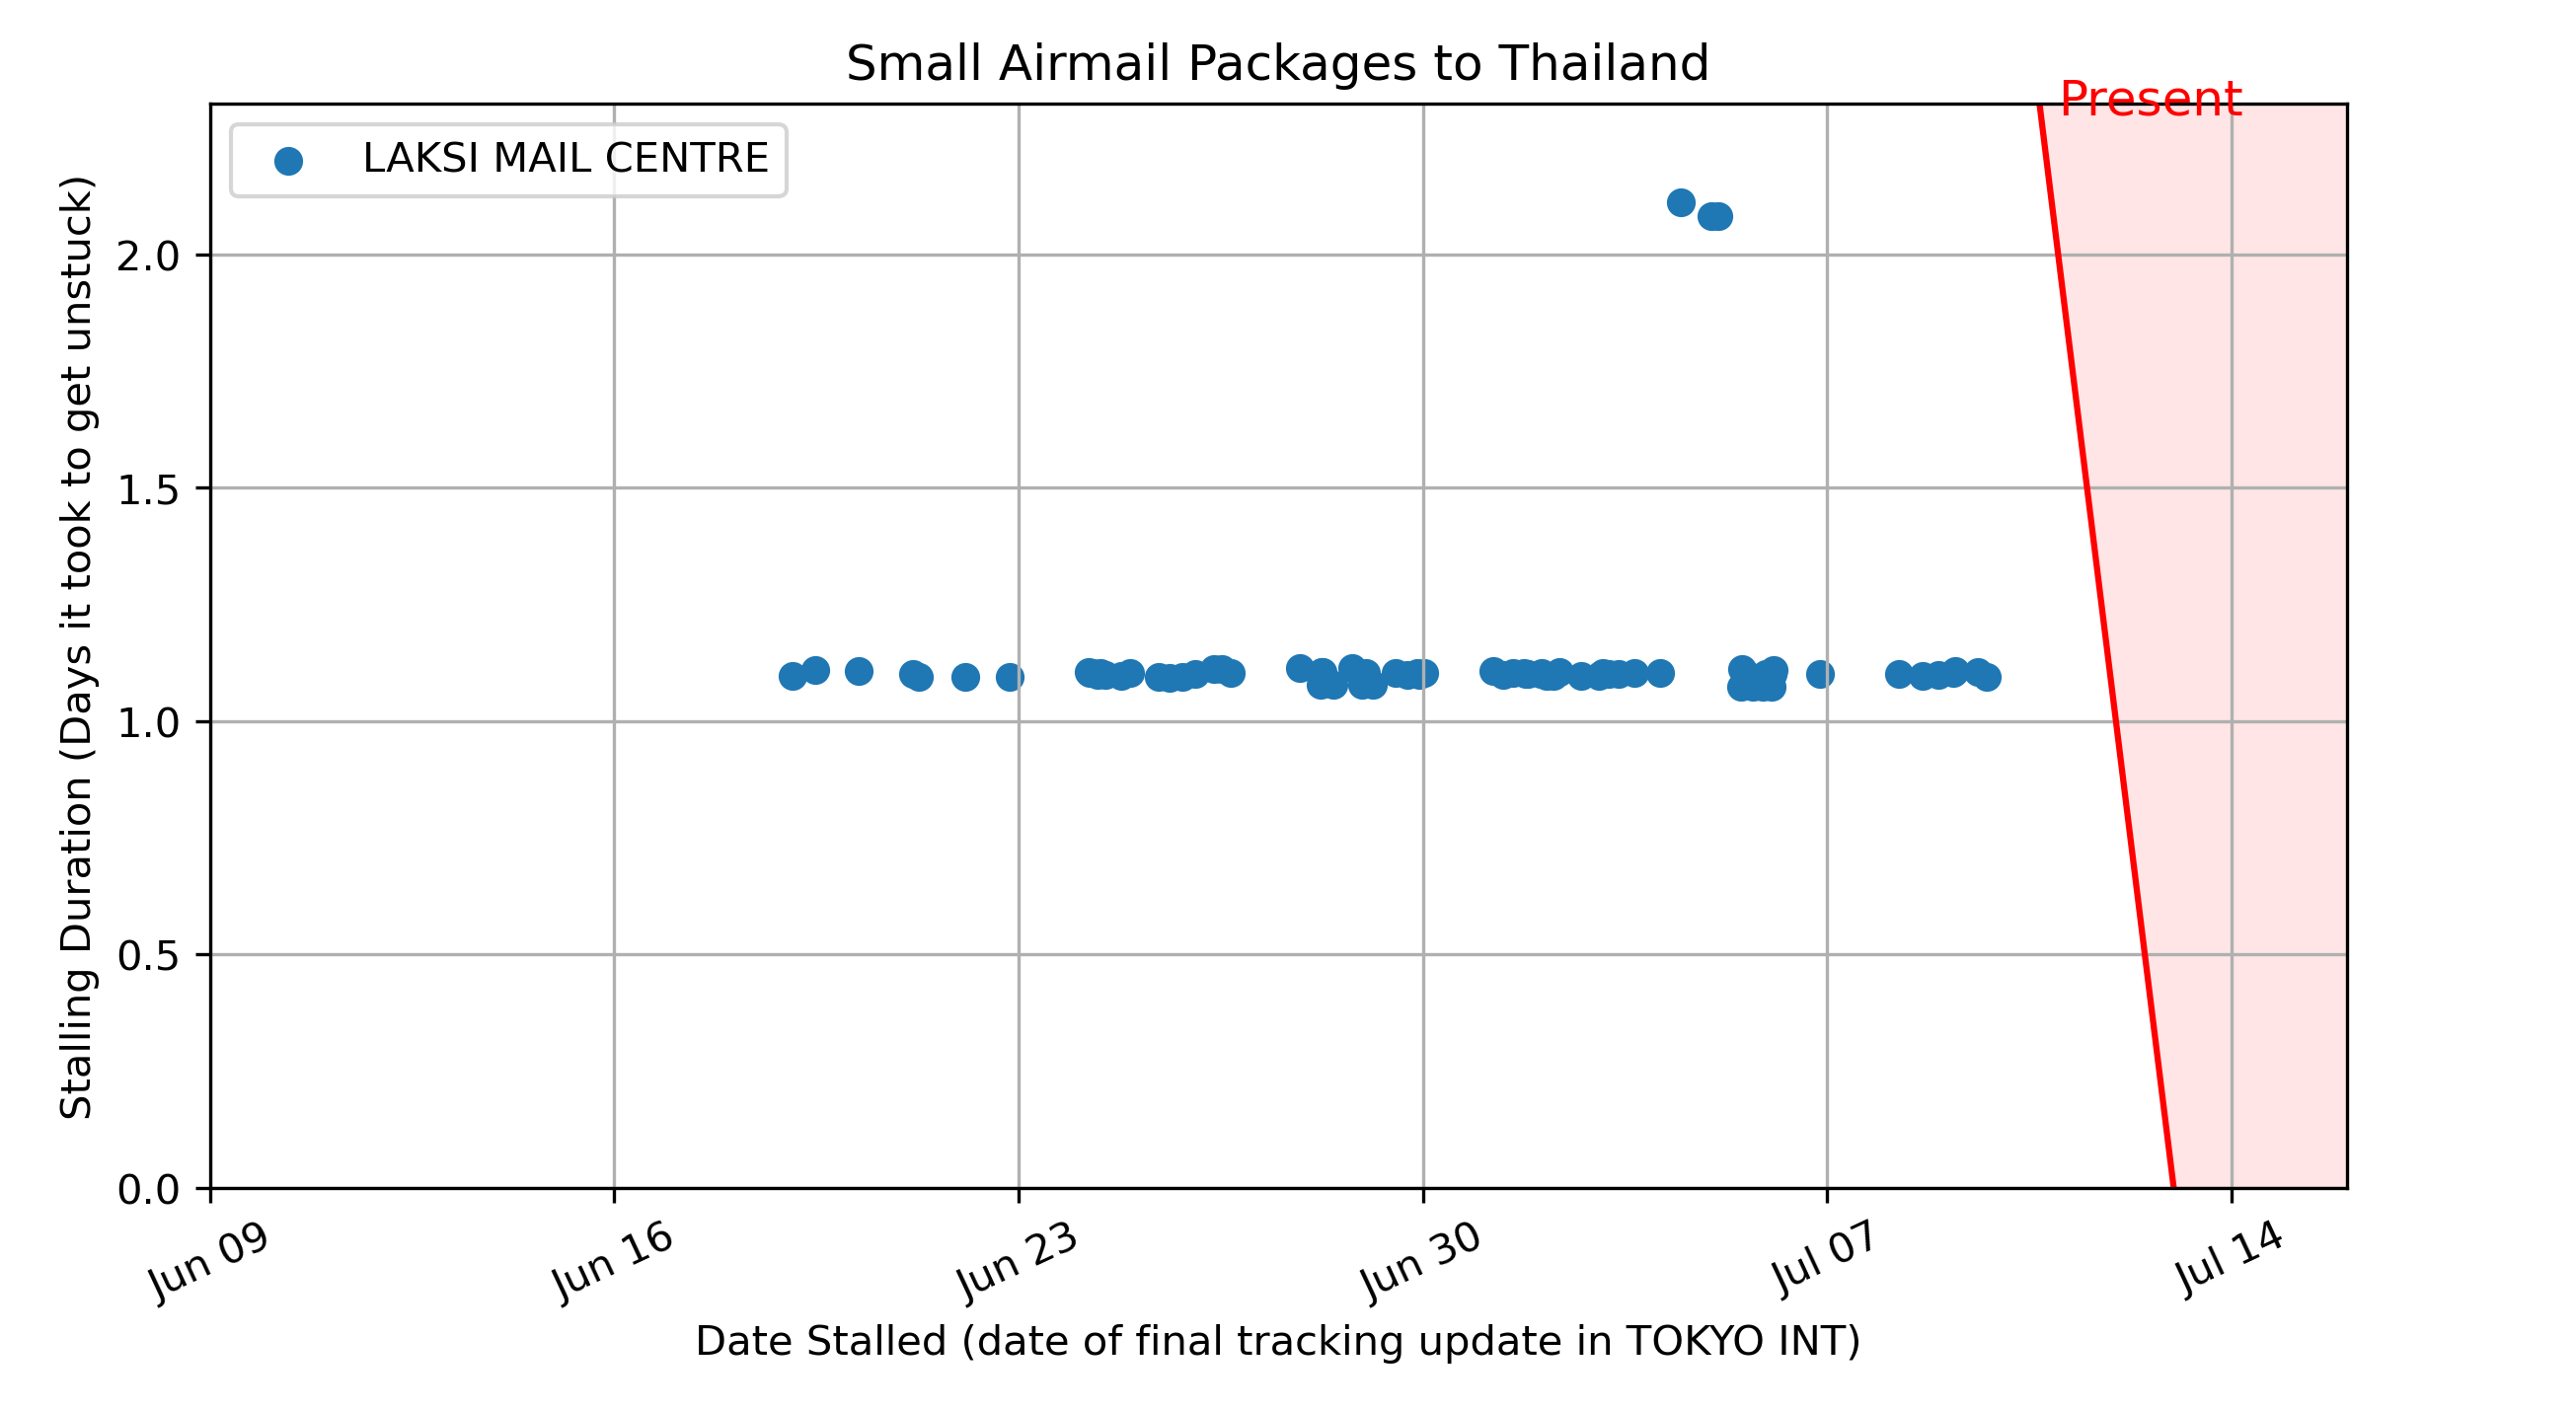 Small Airmail Packages to Thailand
Present
LAKSI MAIL CENTRE
Stalling Duration (Days it took to get unstuck)
2.0
1.5
1.0
0.5
0.0
Jun 09
Jun 16
Jun 23
Jun 30
Jul 07
Jul 14
Date Stalled (date of final tracking update in TOKYO INT)